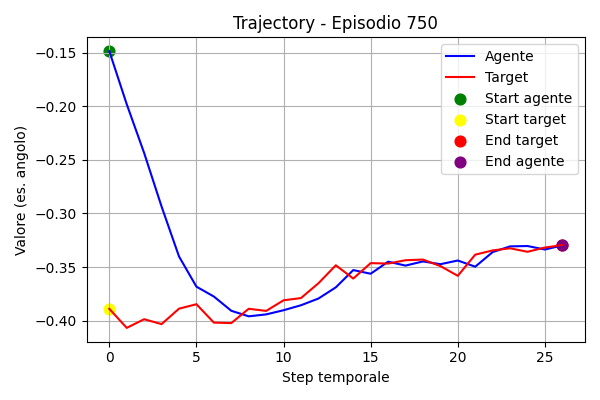 Trajectory - Episodio 750
Valore (es. angolo)
−0.15
−0.20
−0.25
−0.30
−0.35
−0.40
0
5
10
15
20
25
Step temporale
Agente
Target
Start agente
Start target
End target
End agente